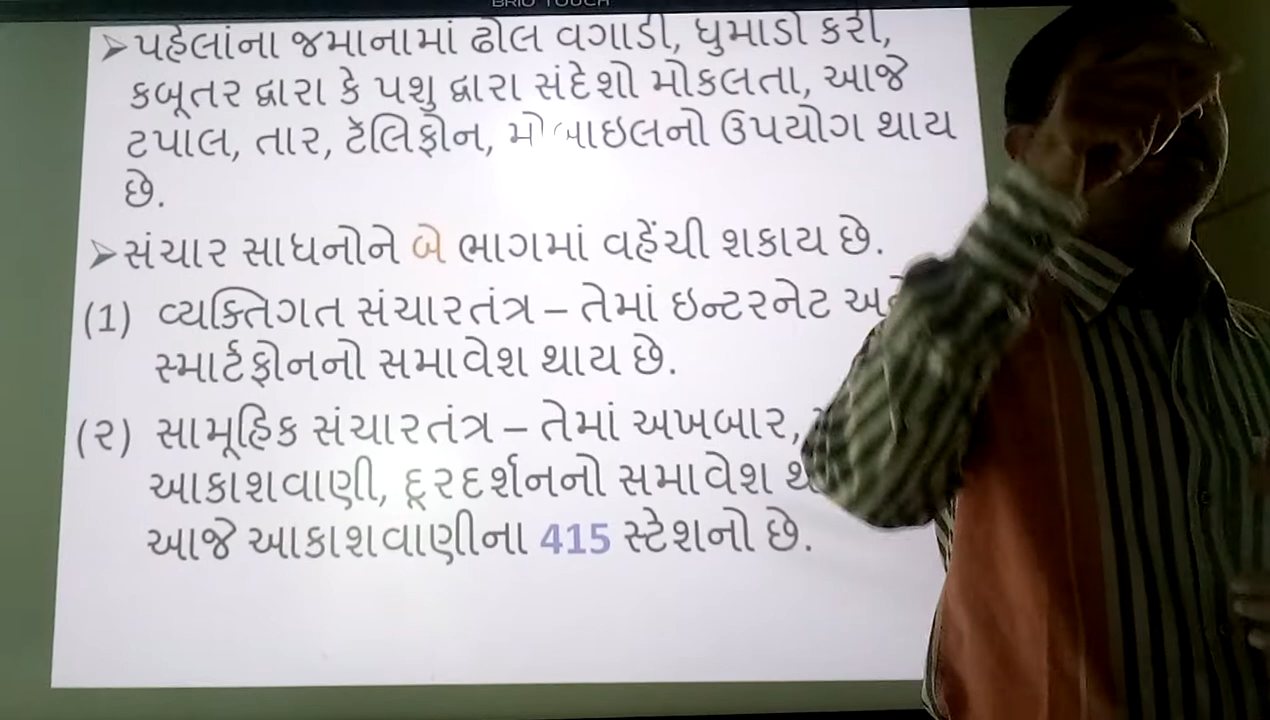 BRIO TOUCH
➤પહેલાંના જમાનામાં ઢોલ વગાડી, ધુમાડો કરી,
કબૂતર દ્વારા કે પશુ દ્વારા સંદેશો મોકલતા, આજે
ટપાલ, તાર, ટૅલિફોન, મોબાઇલનો ઉપયોગ થાય
છે.
➤સંચાર સાધનોને બે ભાગમાં વહેંચી શકાય છે.
(1) વ્યક્તિગત સંચારતંત્ર – તેમાં ઇન્ટરનેટ
સ્માર્ટફોનનો સમાવેશ થાય છે.
(૨) સામૂહિક સંચારતંત્ર – તેમાં અખબાર,
આકાશવાણી, દૂરદર્શનનો સમાવેશ
આજે આકાશવાણીના 415 સ્ટેશનો છે.